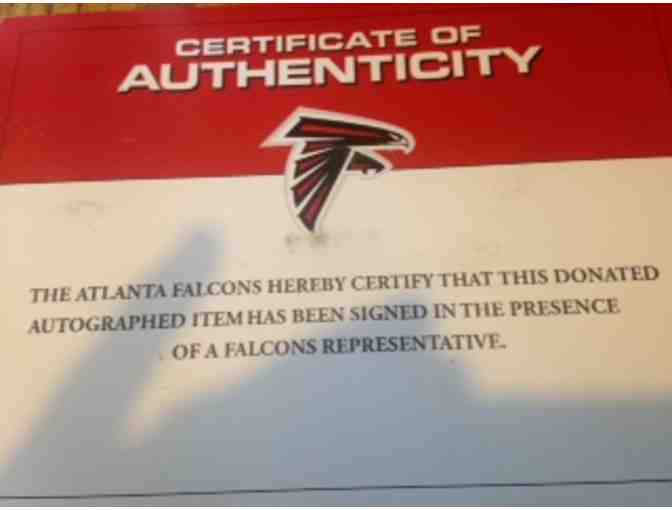 CERTIFICATE OF
AUTHENTICITY
THE ATLANTA FALCONS HEREBY CERTIFY THAT THIS DONATED
AUTOGRAPHED ITEM HAS BEEN SIGNED IN THE PRESENCE
OF A FALCONS REPRESENTATIVE.